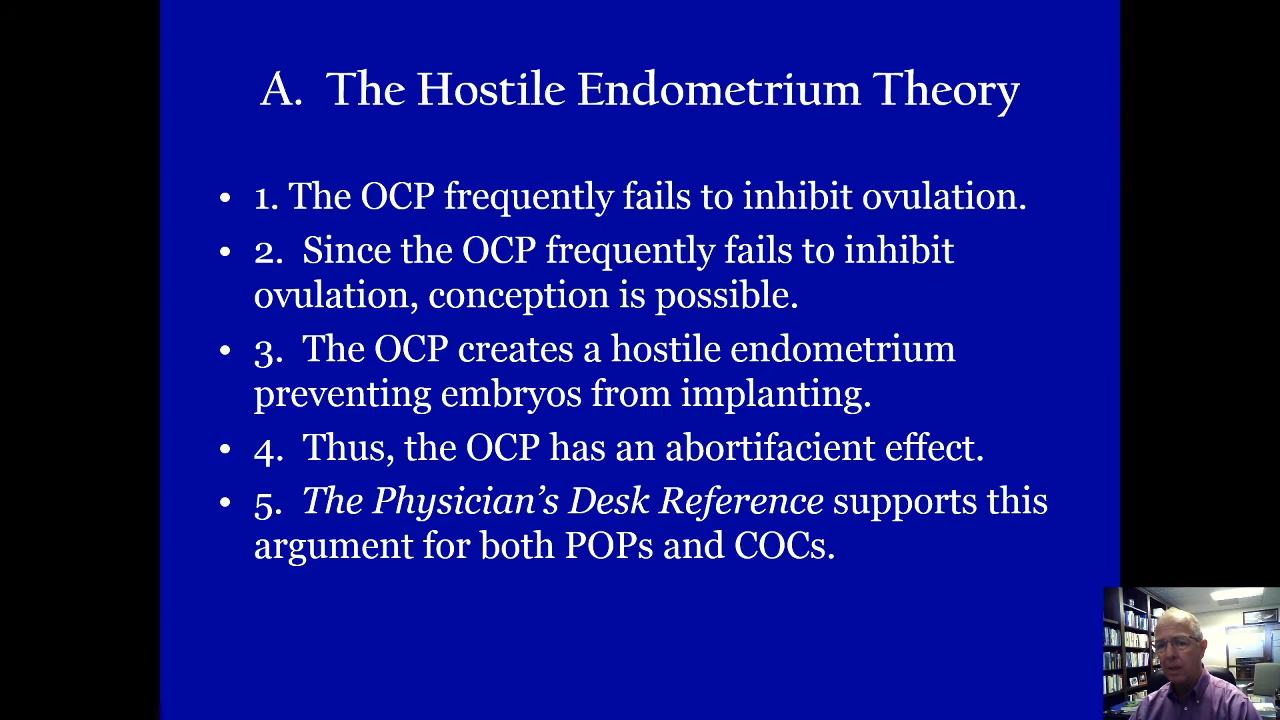 A. The Hostile Endometrium Theory
• 1. The OCP frequently fails to inhibit ovulation.
• 2. Since the OCP frequently fails to inhibit
ovulation, conception is possible.
• 3. The OCP creates a hostile endometrium
preventing embryos from implanting.
• 4. Thus, the OCP has an abortifacient effect.
• 5. The Physician’s Desk Reference supports this
argument for both POPs and COCs.